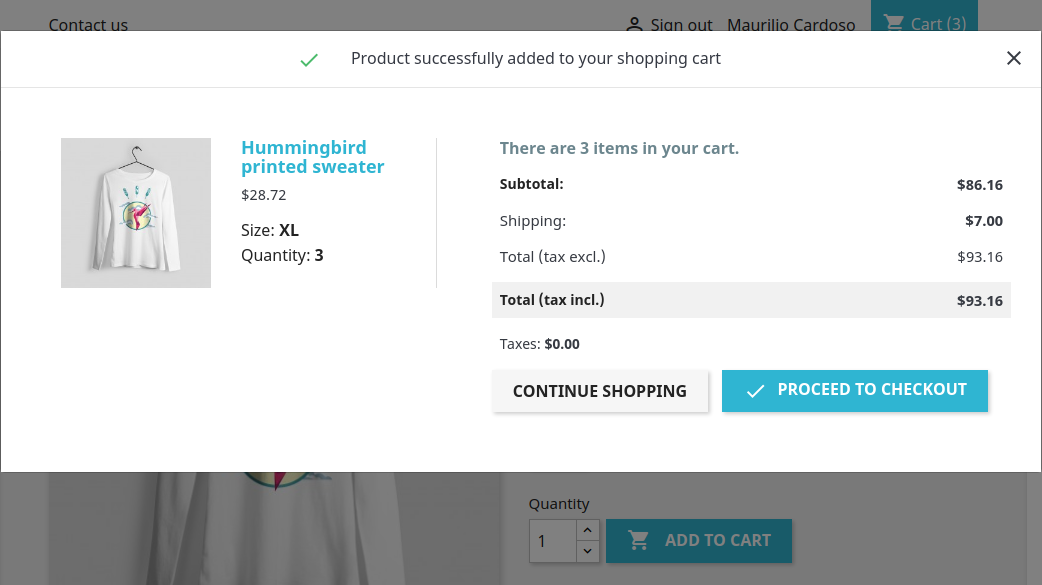 Contact us
Sign out Maurilio Cardoso Cart (3)
Product successfully added to your shopping cart
Hummingbird
printed sweater
$28.72
Size: XL
Quantity: 3
There are 3 items in your cart.
Subtotal: $86.16
Shipping: $7.00
Total (tax excl.) $93.16
Total (tax incl.) $93.16
Taxes: $0.00
CONTINUE SHOPPING
PROCEED TO CHECKOUT
Quantity
1
ADD TO CART